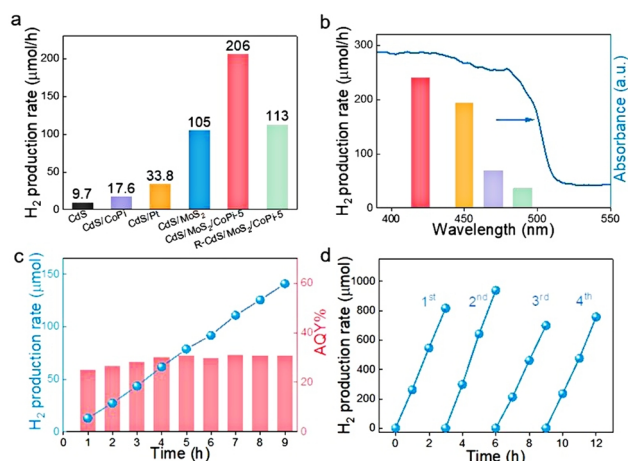 a
H₂ production rate (μmol/h)
200
150
100
50
0
9.7
17.6
33.8
105
206
113
CdS
CdS/CoPi
CdS/Pt
CdS/MoS₂
CdS/MoS₂/CoPi-5
R-CdS/MoS₂/CoPi-5
b
H₂ production rate (μmol/h)
300
200
100
0
400
450
500
550
Wavelength (nm)
Absorbance (a.u.)
c
H₂ production rate (μmol)
150
100
50
0
0
1
2
3
4
5
6
7
8
9
Time (h)
60
40
20
0
AQY%
d
H₂ production rate (μmol)
1000
800
600
400
200
0
1st
2nd
3rd
4th
0
2
4
6
8
10
12
Time (h)